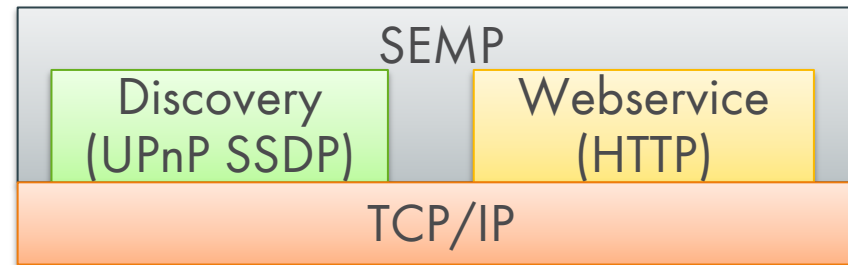 SEMP
Discovery
(UPnP SSDP)
Webservice
(HTTP)
TCP/IP